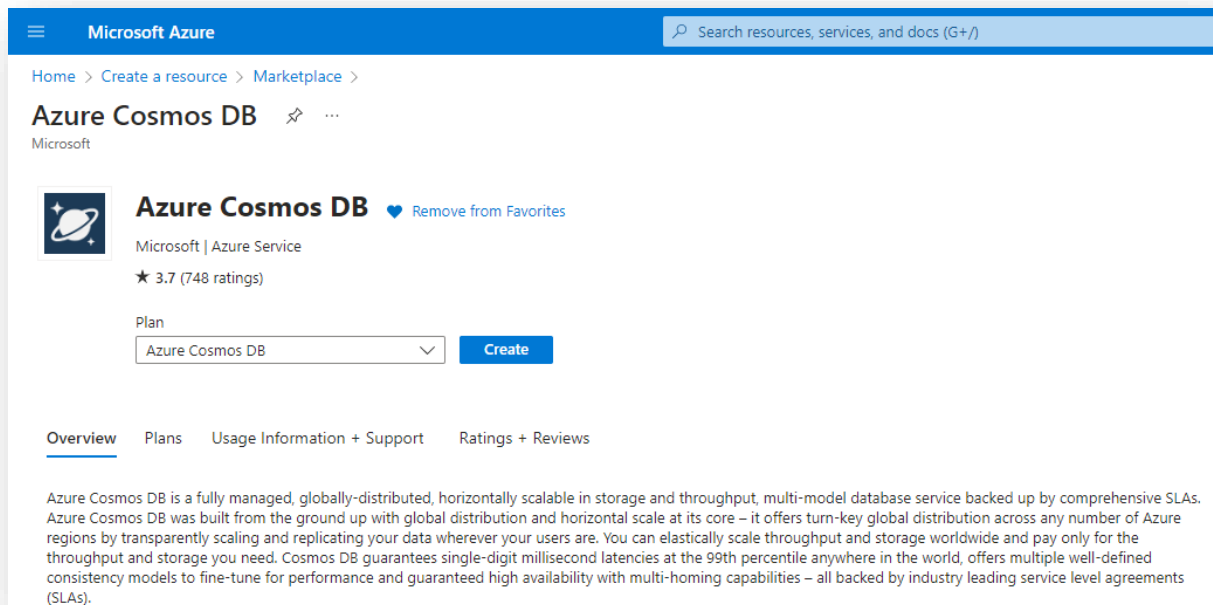 Microsoft Azure
Search resources, services, and docs (G+/)
Home > Create a resource > Marketplace >
Azure Cosmos DB ...
Microsoft
Azure Cosmos DB Remove from Favorites
Microsoft | Azure Service
★ 3.7 (748 ratings)
Plan
Azure Cosmos DB
Create
Overview Plans Usage Information + Support Ratings + Reviews
Azure Cosmos DB is a fully managed, globally-distributed, horizontally scalable in storage and throughput, multi-model database service backed up by comprehensive SLAs.
Azure Cosmos DB was built from the ground up with global distribution and horizontal scale at its core – it offers turn-key global distribution across any number of Azure
regions by transparently scaling and replicating your data wherever your users are. You can elastically scale throughput and storage worldwide and pay only for the
throughput and storage you need. Cosmos DB guarantees single-digit millisecond latencies at the 99th percentile anywhere in the world, offers multiple well-defined
consistency models to fine-tune for performance and guaranteed high availability with multi-homing capabilities – all backed by industry leading service level agreements
(SLAs).